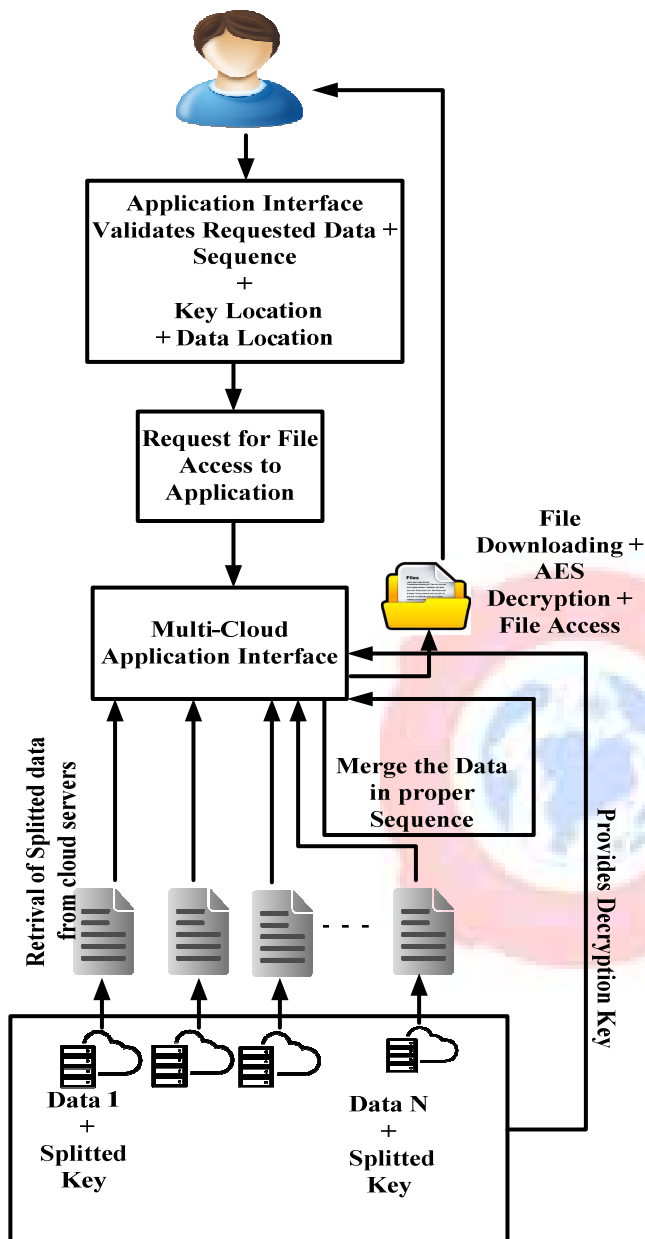 Application Interface
Validates Requested Data +
Sequence
+
Key Location
+ Data Location
Request for File
Access to
Application
File
Downloading +
AES
Decryption +
File Access
Files
Multi-Cloud
Application Interface
Merge the Data
in proper
Sequence
Retrival of Splitted data
from cloud servers
- - - -
Provides Decryption Key
Data 1
+
Splitted
Key
Data N
+
Splitted
Key